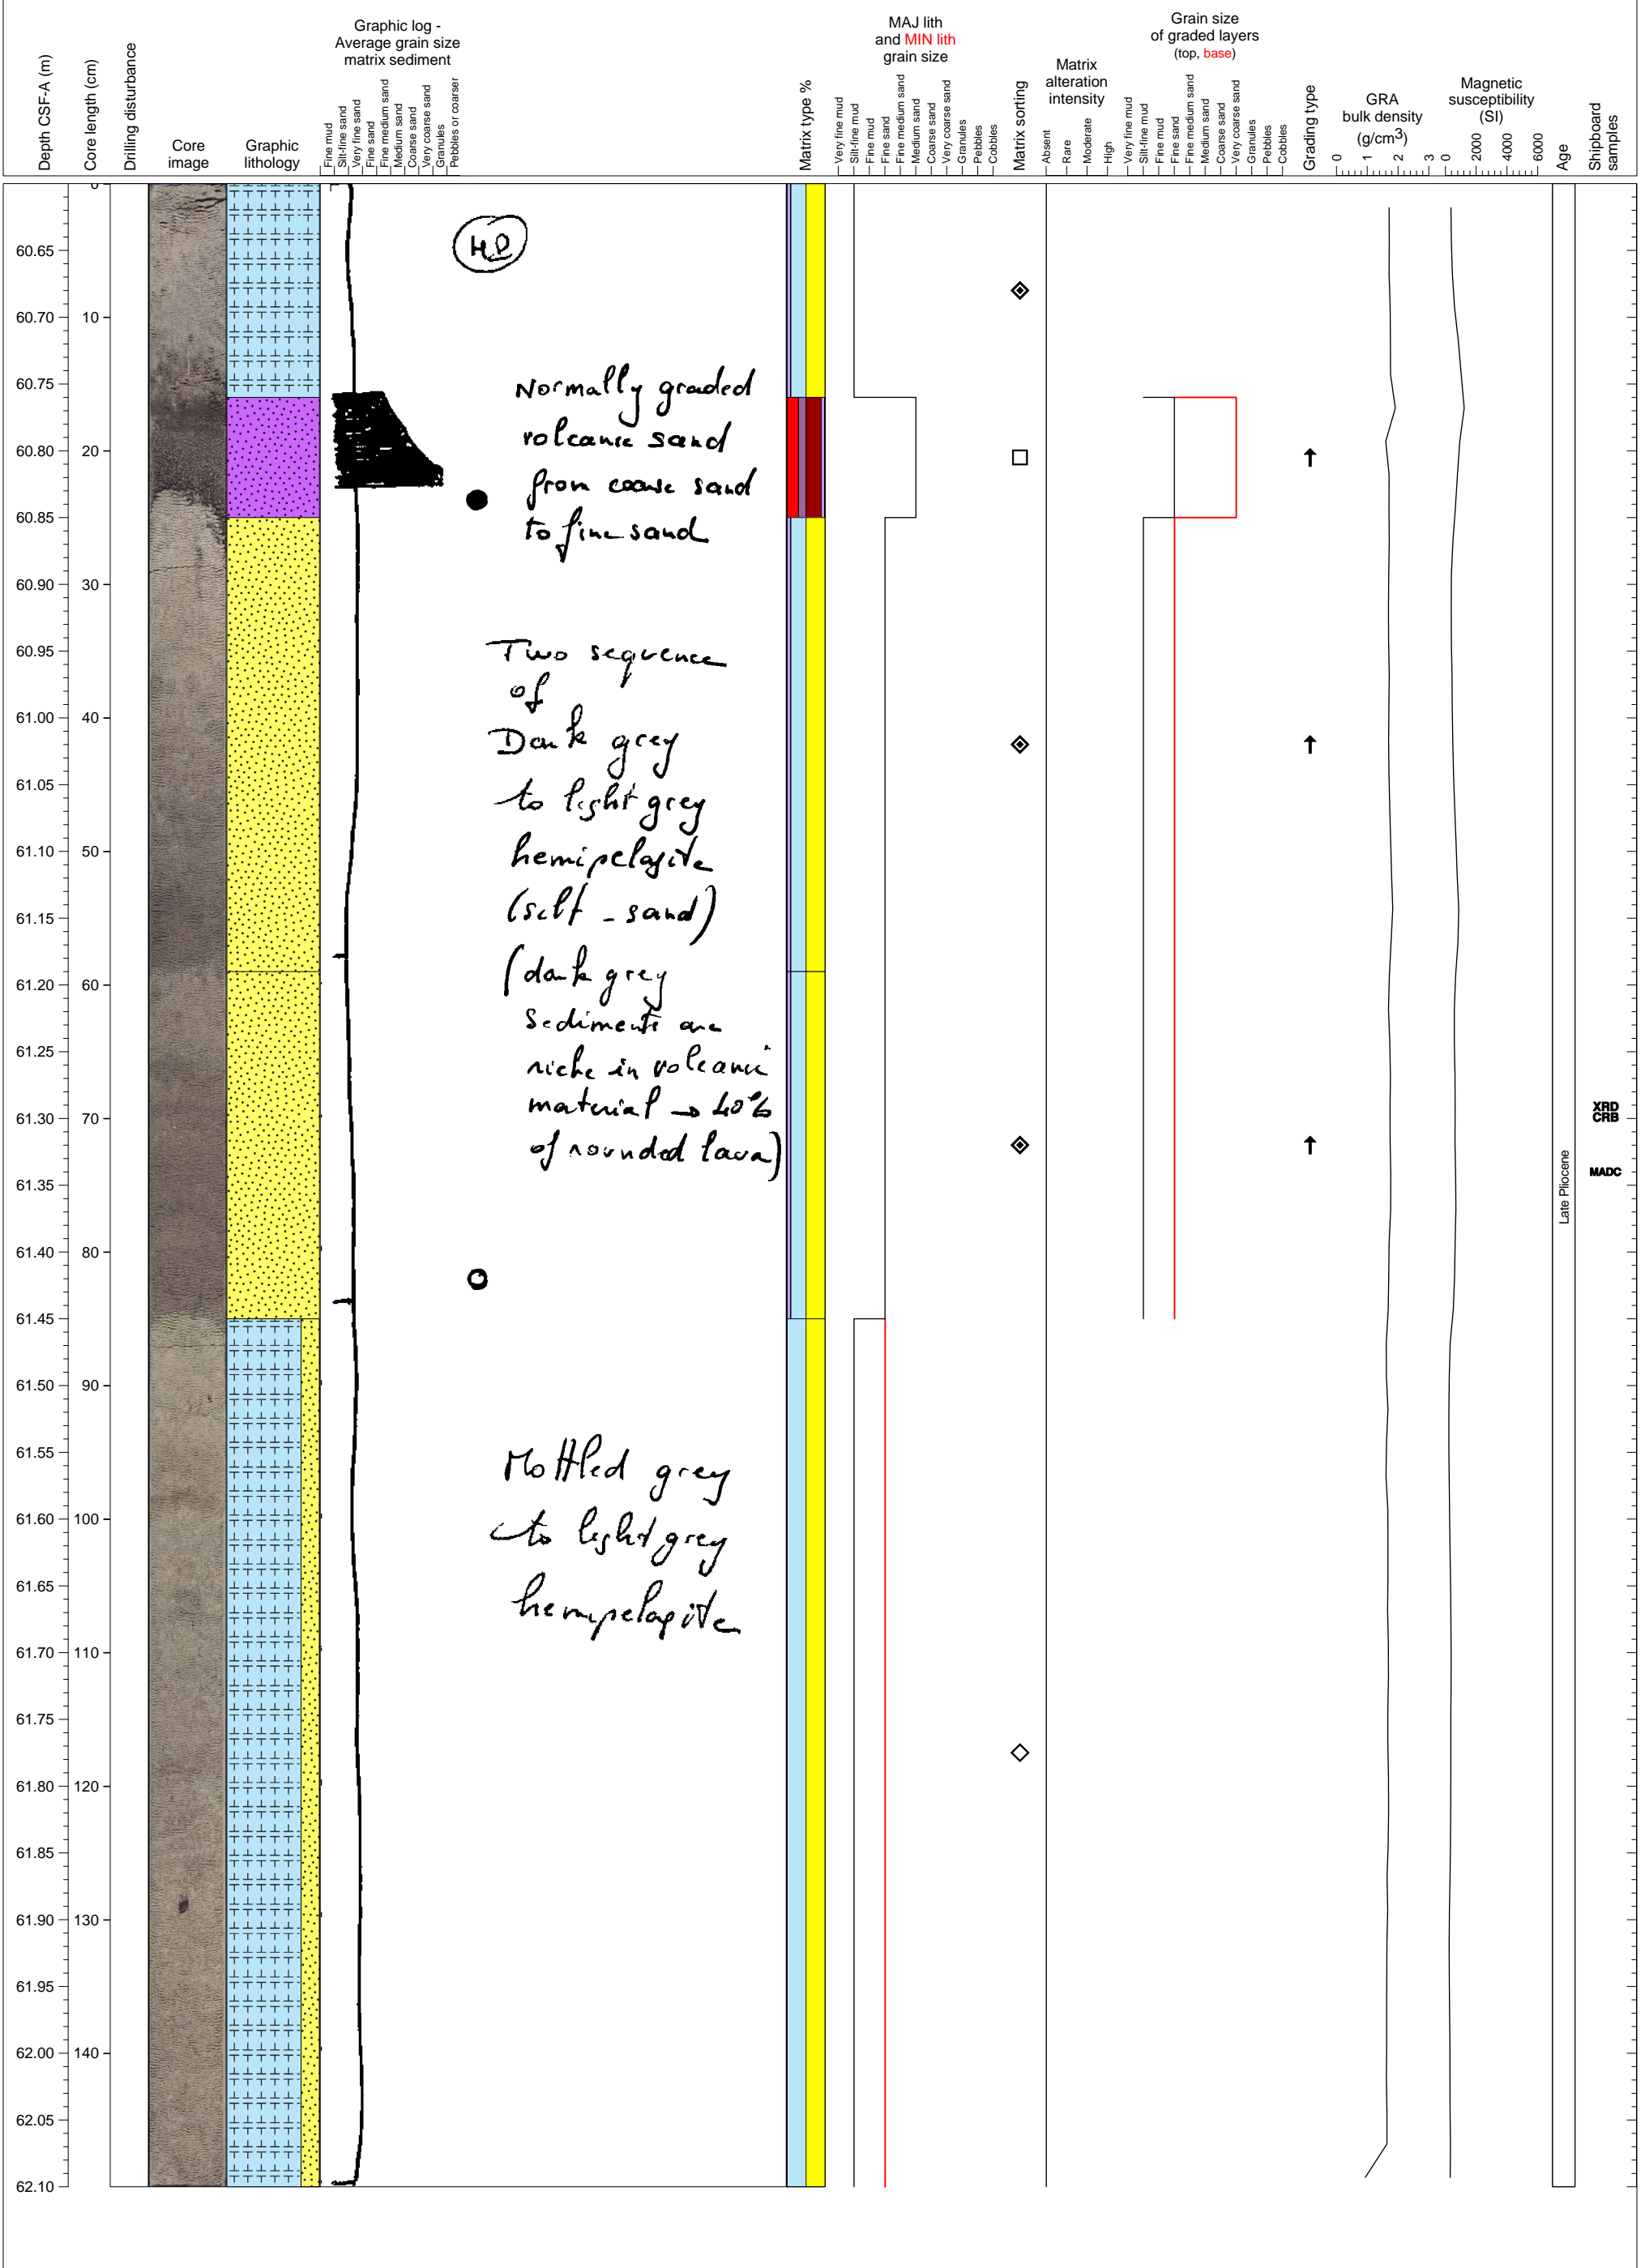 Depth CSF-A (m)
Core length (cm)
Drilling disturbance
Core
image
Graphic
lithology
Graphic log -
Average grain size
matrix sediment
Fine mud
Slit-fine sand
Very fine sand
Fine sand
Fine medium sand
Medium sand
Coarse sand
Very coarse sand
Granules
Pebbles or coarser
Matrix type %
MAJ lith
and MIN lith
grain size
Very fine mud
Silt-fine mud
Fine mud
Fine sand
Fine medium sand
Medium sand
Coarse sand
Very coarse sand
Granules
Pebbles
Cobbles
Matrix sorting
Matrix
alteration
intensity
Absent
Rare
Moderate
High
Grain size
of graded layers
(top, base)
Very fine mud
Silt-fine mud
Fine mud
Fine sand
Fine medium sand
Medium sand
Coarse sand
Very coarse sand
Granules
Pebbles
Cobbles
Grading type
GRA
bulk density
(g/cm3)
0 1 2 3
Magnetic
susceptibility
(SI)
0 2000 4000 6000
Age
Shipboard
samples
0
60.65
60.70 10
60.75
60.80 20
60.85
60.90 30
60.95
61.00 40
61.05
61.10 50
61.15
61.20 60
61.25
61.30 70
61.35
61.40 80
61.45
61.50 90
61.55
61.60 100
61.65
61.70 110
61.75
61.80 120
61.85
61.90 130
61.95
62.00 140
62.05
62.10
Normally graded
volcanic sand
from coarse sand
to fine sand
Two sequence
of
Dark grey
to light grey
hemipelagite
(silt - sand)
(dark grey
sediments are
riche in volcanic
material → 40%
of rounded lava)
Mottled grey
to light grey
hemipelagite
Late Pliocene
XRD
CRB
MADC